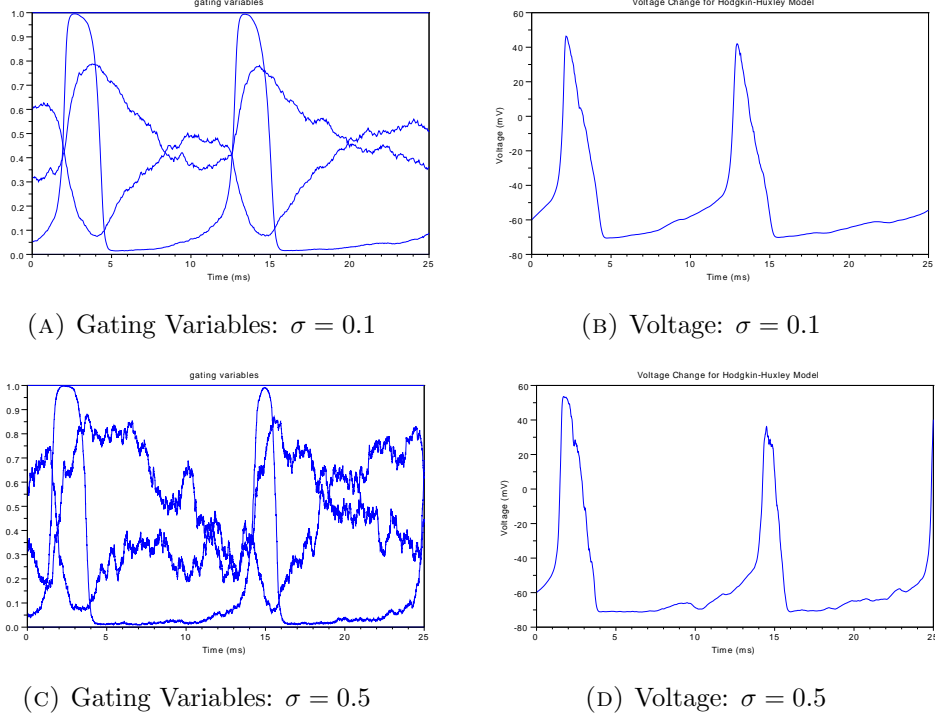 gating variables
1.0
0.9
0.8
0.7
0.6
0.5
0.4
0.3
0.2
0.1
0.0
0 5 10 15 20 25
Time (ms)
(A) Gating Variables: σ = 0.1
Voltage Change for Hodgkin-Huxley Model
60
40
20
0
-20
-40
-60
-80
Voltage (mV)
0 5 10 15 20 25
Time (ms)
(B) Voltage: σ = 0.1
gating variables
1.0
0.9
0.8
0.7
0.6
0.5
0.4
0.3
0.2
0.1
0.0
0 5 10 15 20 25
Time (ms)
(C) Gating Variables: σ = 0.5
Voltage Change for Hodgkin-Huxley Model
60
40
20
0
-20
-40
-60
-80
Voltage (mV)
0 5 10 15 20 25
Time (ms)
(D) Voltage: σ = 0.5